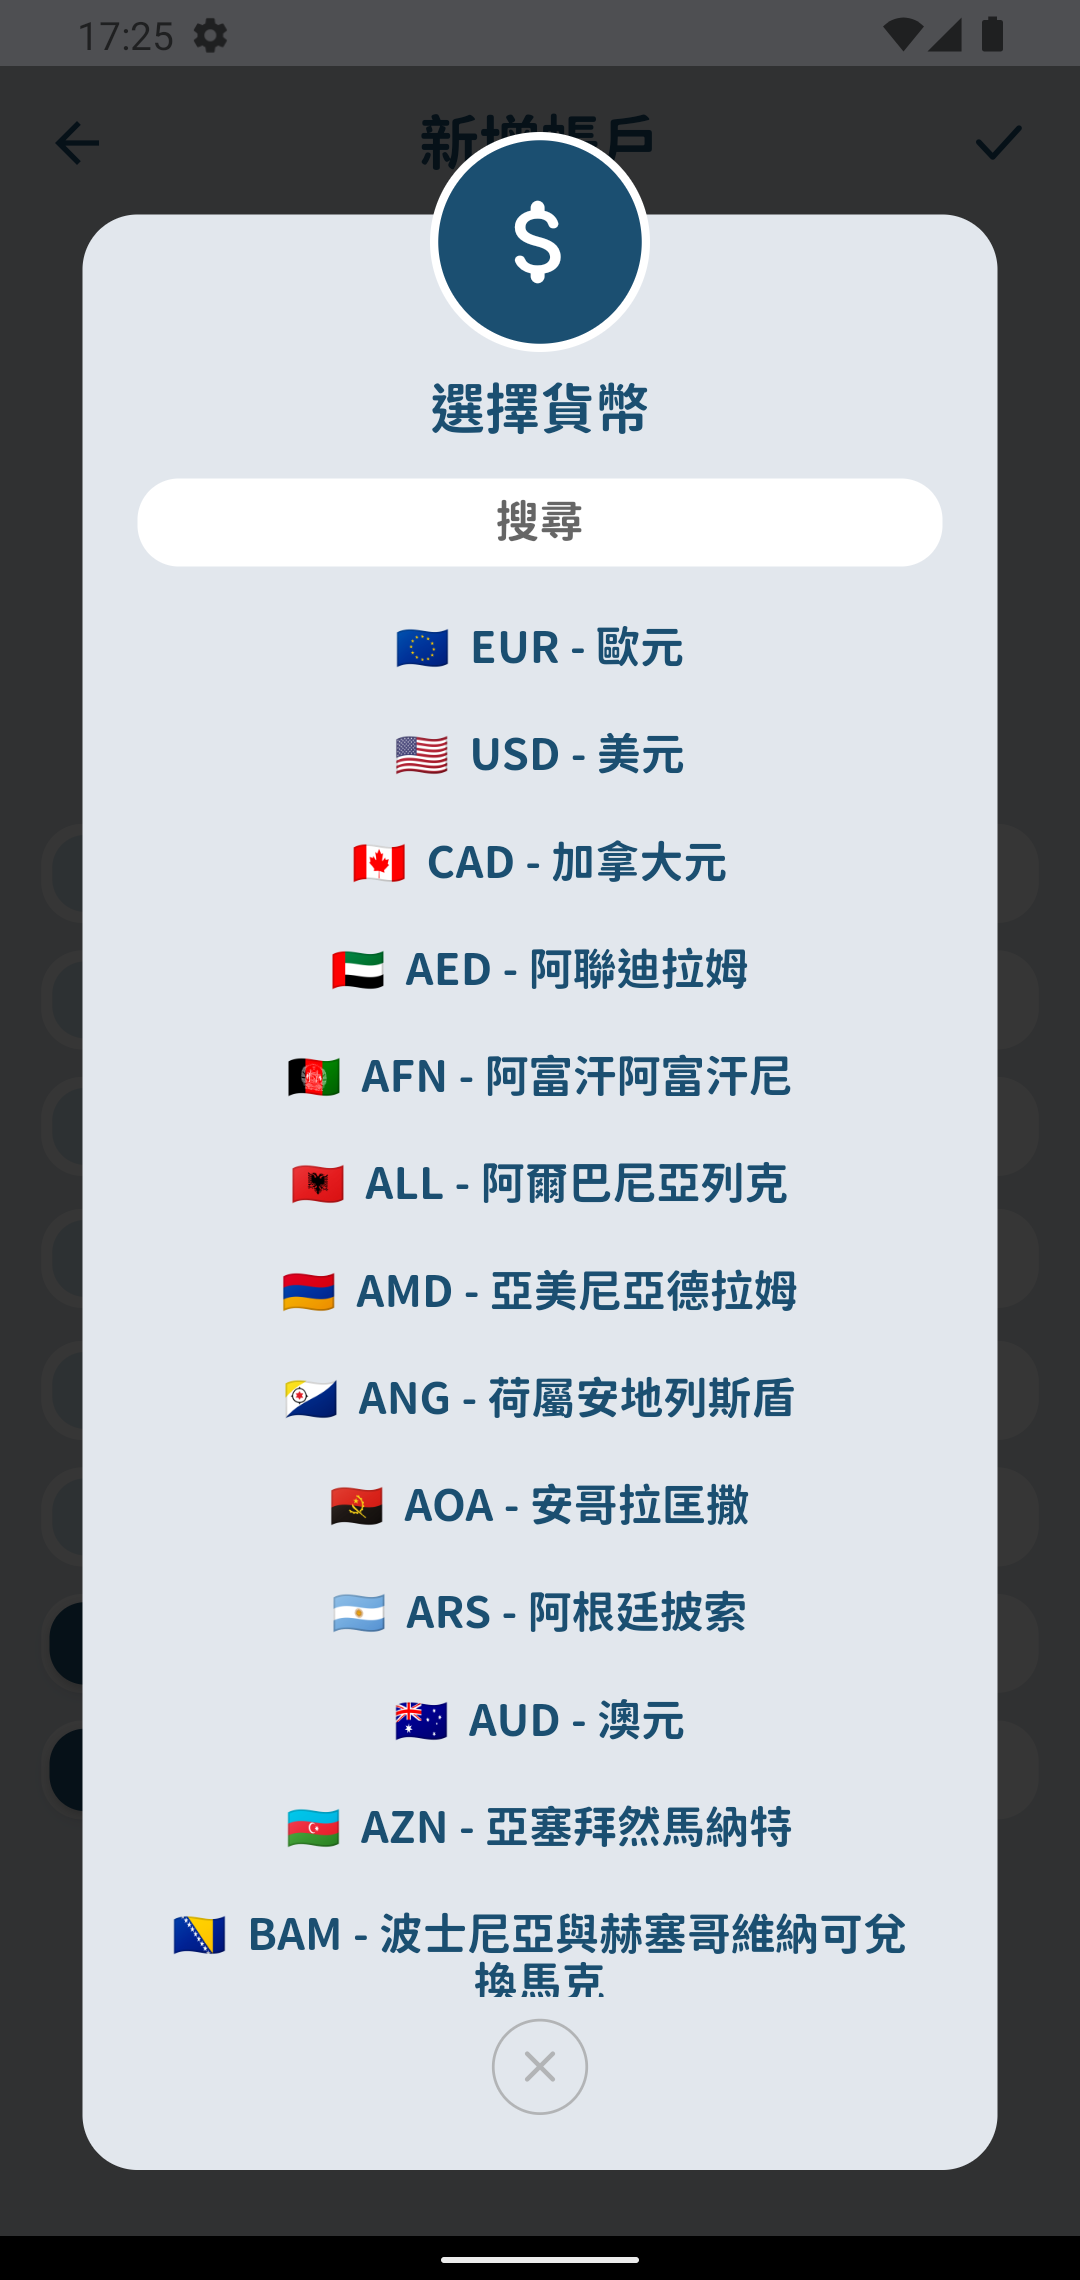 17:25
新增帳戶
選擇貨幣
搜尋
EUR - 歐元
USD - 美元
CAD - 加拿大元
AED - 阿聯迪拉姆
AFN - 阿富汗阿富汗尼
ALL - 阿爾巴尼亞列克
AMD - 亞美尼亞德拉姆
ANG - 荷屬安地列斯盾
AOA - 安哥拉匡撒
ARS - 阿根廷披索
AUD - 澳元
AZN - 亞塞拜然馬納特
BAM - 波士尼亞與赫塞哥維納可兌
換馬克